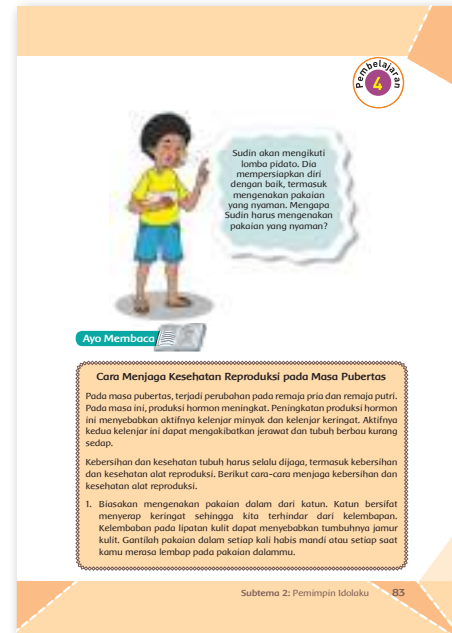 Pembelajaran
4
Sudin akan mengikuti
lomba pidato. Dia
mempersiapkan diri
dengan baik, termasuk
mengenakan pakaian
yang nyaman. Mengapa
Sudin harus mengenakan
pakaian yang nyaman?
Ayo Membaca
Cara Menjaga Kesehatan Reproduksi pada Masa Pubertas
Pada masa pubertas, terjadi perubahan pada remaja pria dan remaja putri.
Pada masa ini, produksi hormon meningkat. Peningkatan produksi hormon
ini menyebabkan aktifnya kelenjar minyak dan kelenjar keringat. Aktifnya
kedua kelenjar ini dapat mengakibatkan jerawat dan tubuh berbau kurang
sedap.
Kebersihan dan kesehatan tubuh harus selalu dijaga, termasuk kebersihan
dan kesehatan alat reproduksi. Berikut cara-cara menjaga kebersihan dan
kesehatan alat reproduksi.
1. Biasakan mengenakan pakaian dalam dari katun. Katun bersifat
menyerap keringat sehingga kita terhindar dari kelembapan.
Kelembaban pada lipatan kulit dapat menyebabkan tumbuhnya jamur
kulit. Gantilah pakaian dalam setiap kali habis mandi atau setiap saat
kamu merasa lembap pada pakaian dalammu.
Subtema 2: Pemimpin Idolaku 83